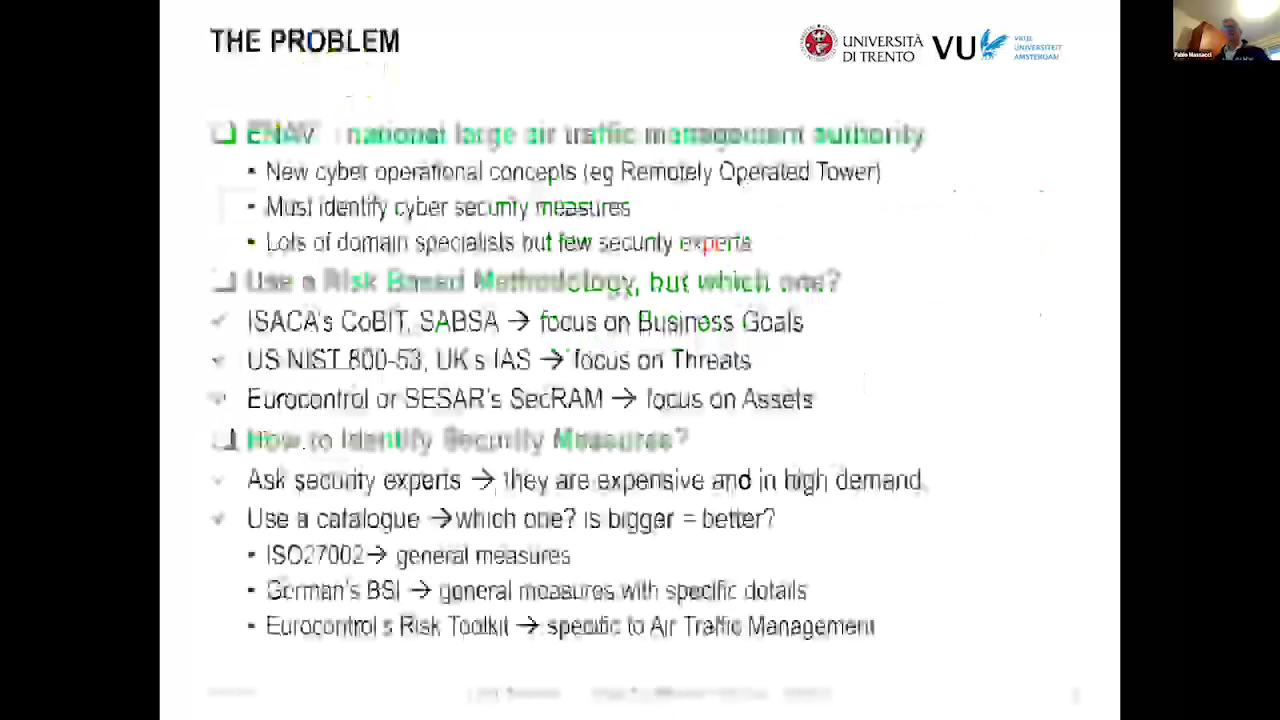 THE PROBLEM
UNIVERSITÀ
DI TRENTO
VU
VRIJE
UNIVERSITEIT
AMSTERDAM
Fabio Massacci
ENAV national large air traffic management authority
New cyber operational concepts (eg Remotely Operated Tower)
Must identify cyber security measures
Lots of domain specialists but few security experts
Use a Risk Based Methodology, but which one?
ISACA's CoBIT, SABSA → focus on Business Goals
US NIST 800-53, UK's IAS → focus on Threats
Eurocontrol or SESAR's SecRAM → focus on Assets
How to Identify Security Measures?
Ask security experts → they are expensive and in high demand
Use a catalogue →which one? is bigger = better?
ISO27002→ general measures
German's BSI → general measures with specific details
Eurocontrol's Risk Toolkit → specific to Air Traffic Management